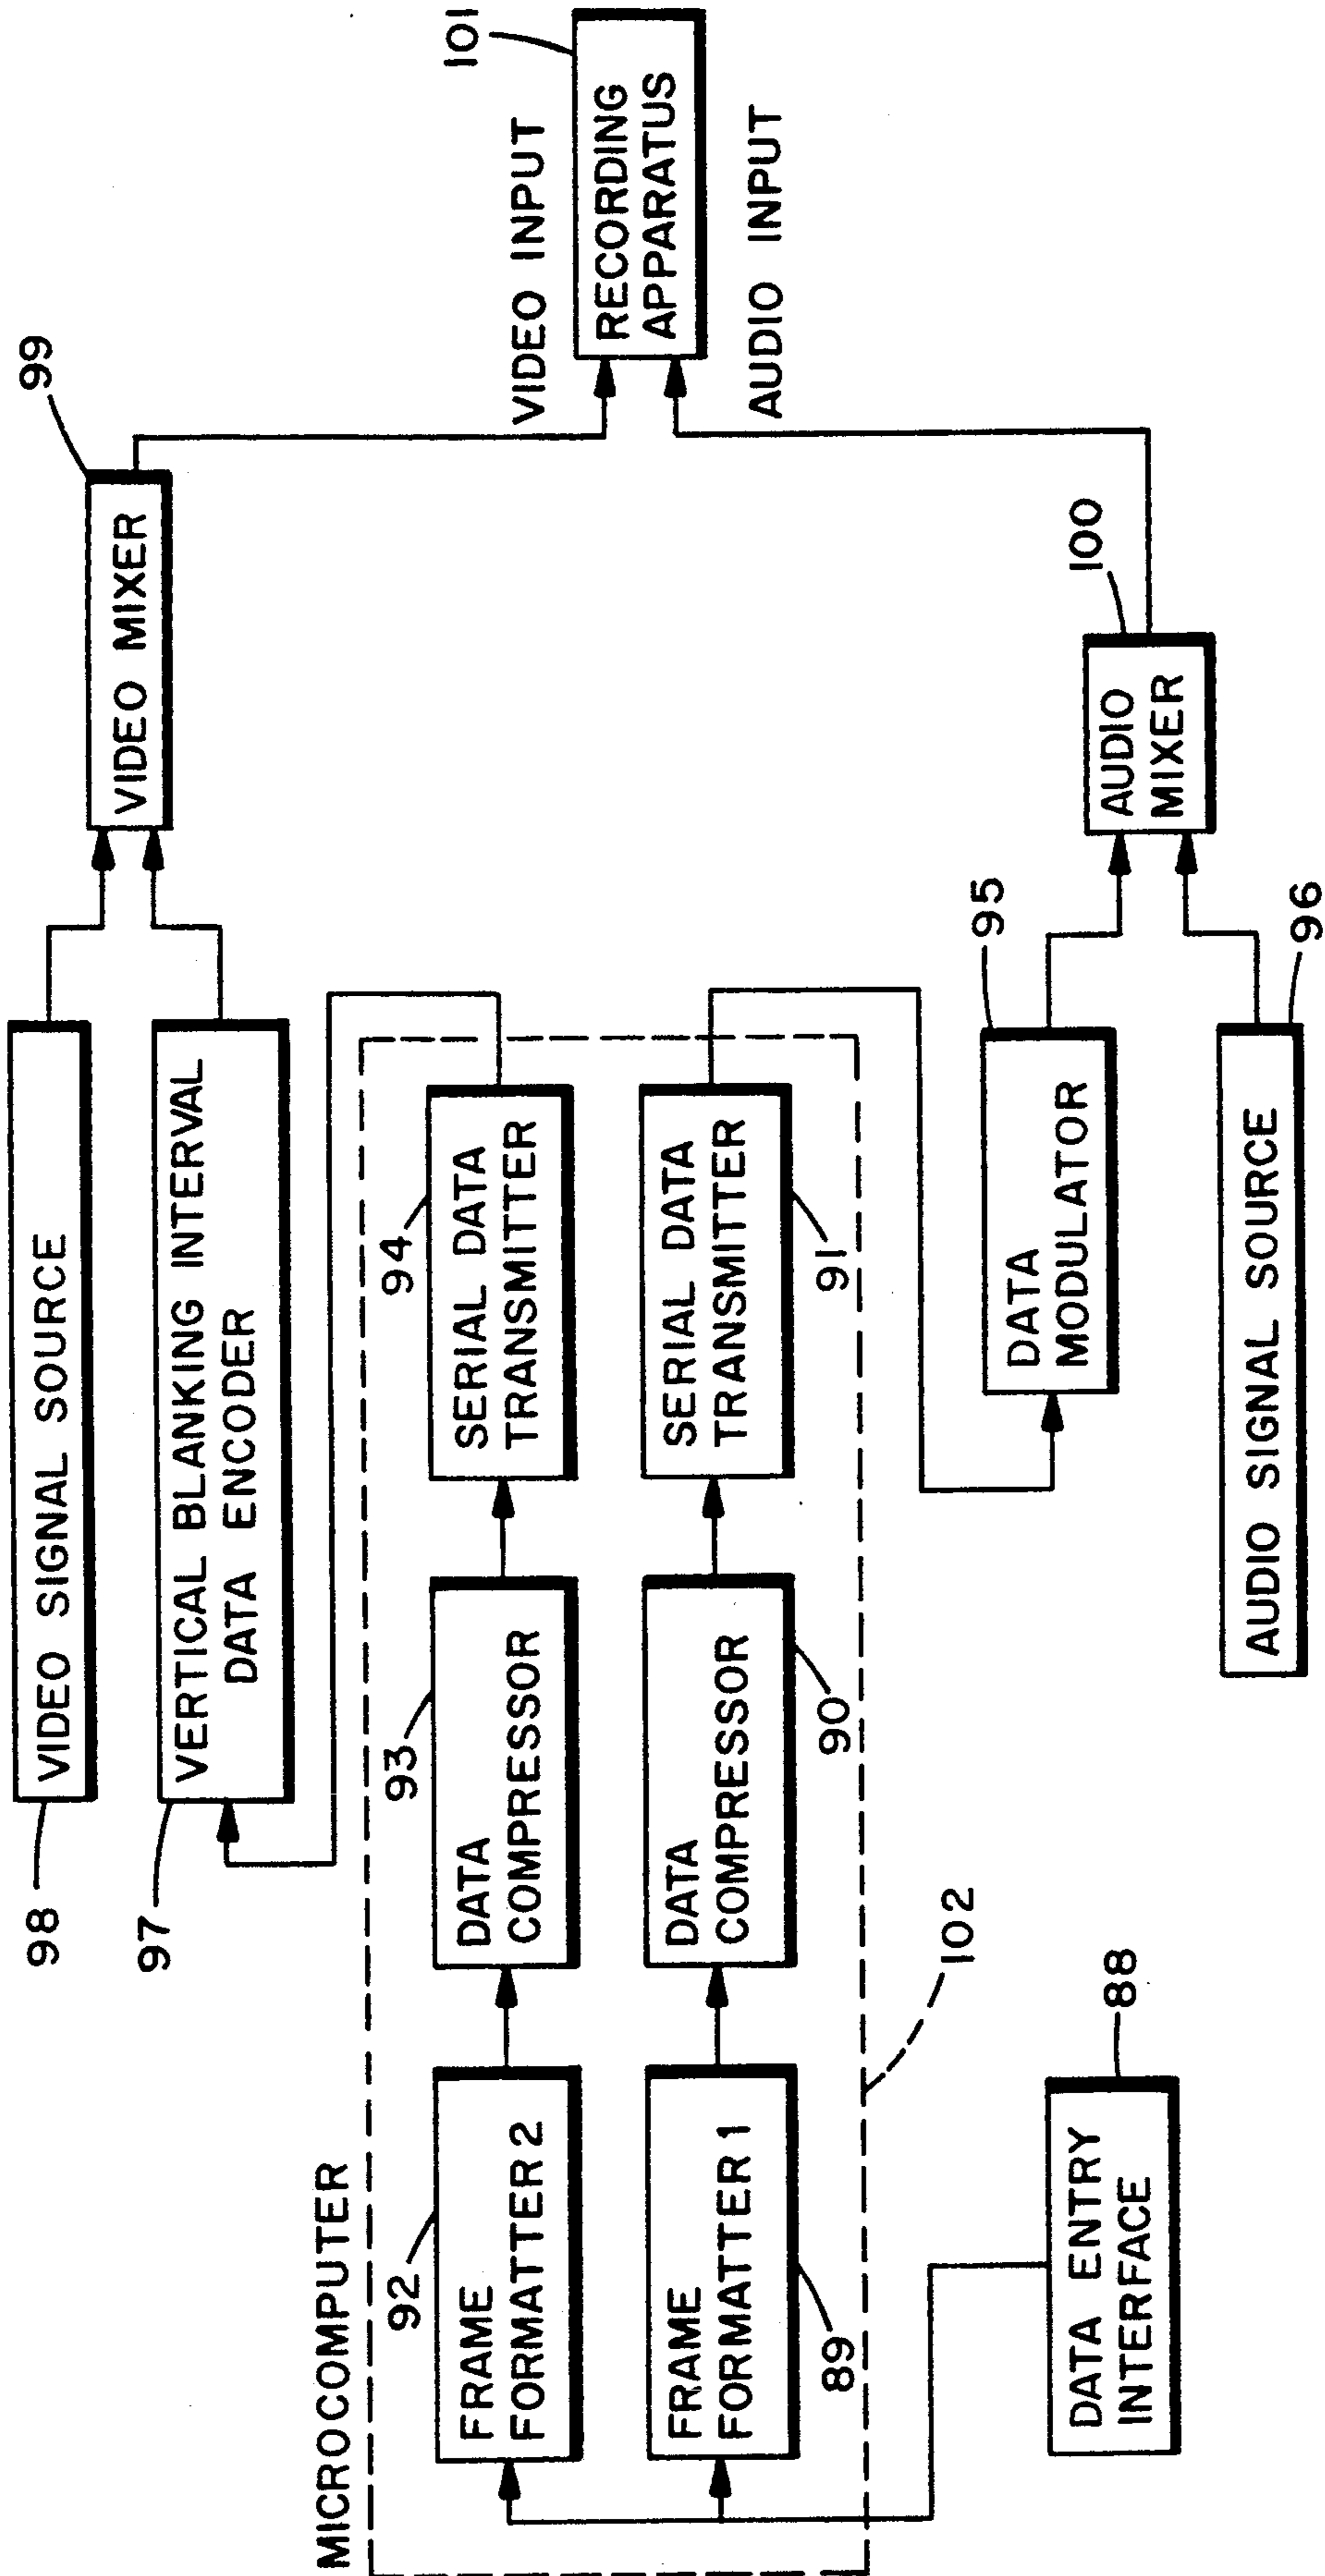 98
VIDEO SIGNAL SOURCE
97
VERTICAL BLANKING INTERVAL
DATA ENCODER
VIDEO MIXER
99
MICROCOMPUTER
92
FRAME
FORMATTER 2
93
DATA
COMPRESSOR
94
SERIAL DATA
TRANSMITTER
FRAME
FORMATTER 1
89
DATA
COMPRESSOR
90
SERIAL DATA
TRANSMITTER
91
102
VIDEO INPUT
101
RECORDING
APPARATUS
AUDIO INPUT
DATA ENTRY
INTERFACE
88
DATA
MODULATOR
95
AUDIO
MIXER
100
AUDIO SIGNAL SOURCE
96